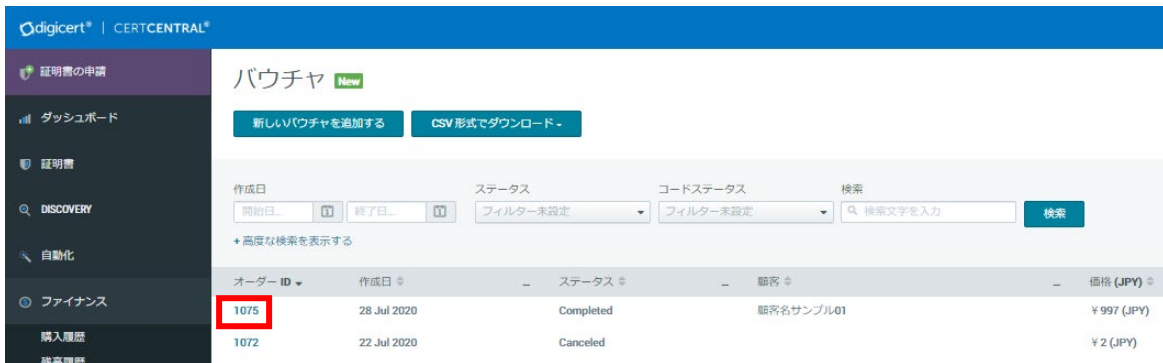 digicert® | CERTCENTRAL®
証明書の申請
ダッシュボード
証明書
DISCOVERY
自動化
ファイナンス
購入履歴
残高履歴
バウチャ New
新しいバウチャを追加する CSV 形式でダウンロード
作成日 ステータス コードステータス 検索
開始日... 終了日... フィルター未設定 フィルター未設定 検索文字を入力 検索
+ 高度な検索を表示する
オーダー ID 作成日 ステータス 顧客 価格 (JPY)
1075 28 Jul 2020 Completed 顧客名サンプル01 ¥ 997 (JPY)
1072 22 Jul 2020 Canceled ¥ 2 (JPY)